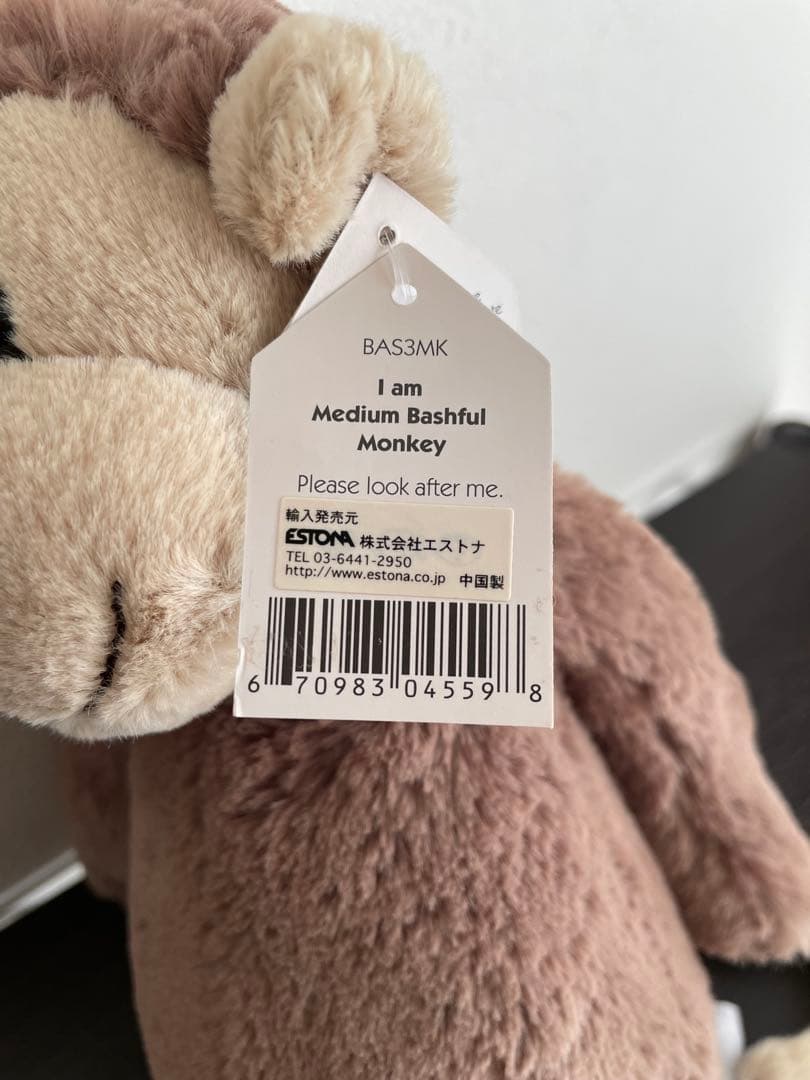 BAS3MK
I am
Medium Bashful
Monkey
Please look after me.
輸入発売元
ESTONA 株式会社エストナ
TEL 03-6441-2950
http://www.estona.co.jp 中国製
6 70983 04559 8